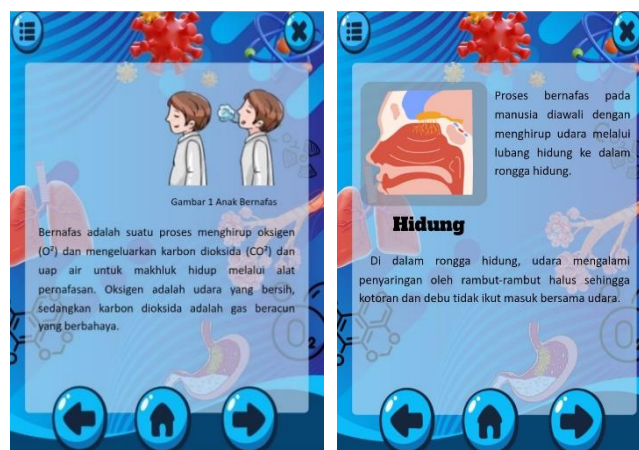 Gambar 1 Anak Bernafas
Bernafas adalah suatu proses menghirup oksigen
(O²) dan mengeluarkan karbon dioksida (CO²) dan
uap air untuk makhluk hidup melalui alat
pernafasan. Oksigen adalah udara yang bersih,
sedangkan karbon dioksida adalah gas beracun
yang berbahaya.
2
Proses bernafas pada
manusia diawali dengan
menghirup udara melalui
lubang hidung ke dalam
rongga hidung.
Hidung
Di dalam rongga hidung, udara mengalami
penyaringan oleh rambut-rambut halus sehingga
kotoran dan debu tidak ikut masuk bersama udara.
2